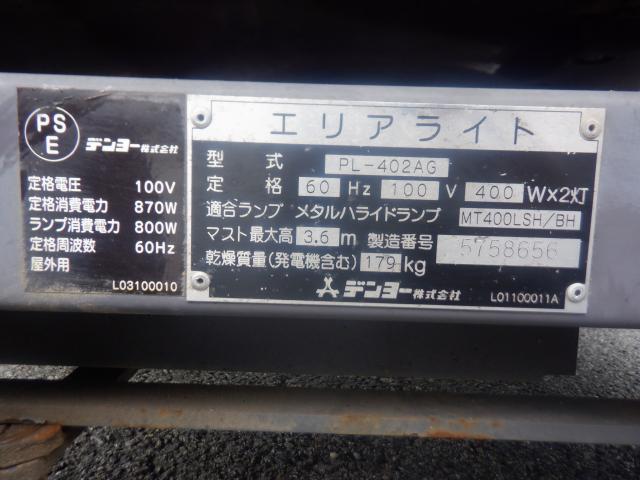 PS
E
デンヨー株式会社
定格電圧 100V
定格消費電力 870W
ランプ消費電力 800W
定格周波数 60Hz
屋外用
L03100010
エリアライト
型式 PL-402AG
定格 60 Hz 100 V 400 W×2灯
適合ランプ メタルハライドランプ MT400LSH/BH
マスト最大高 3.6 m 製造番号 5758656
乾燥質量(発電機含む) 179 kg
デンヨー株式会社
L01100011A